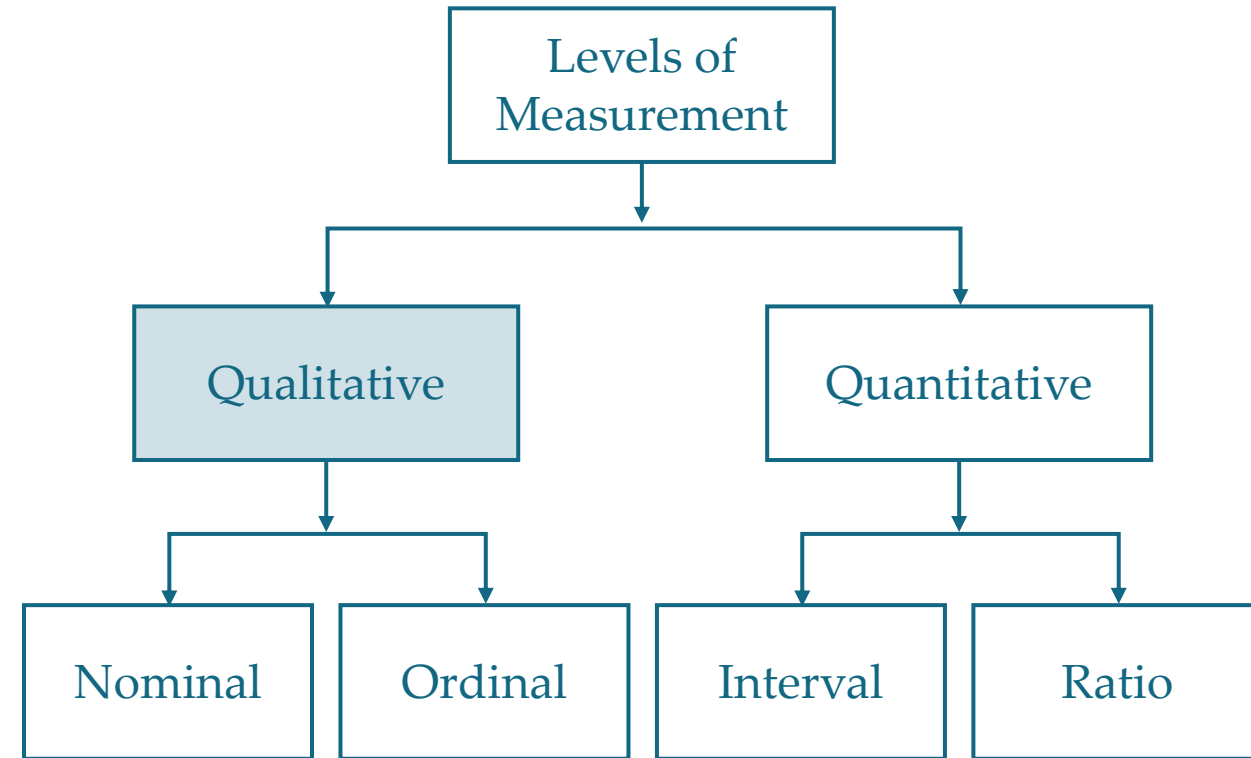 Levels of
Measurement
Qualitative
Quantitative
Nominal
Ordinal
Interval
Ratio